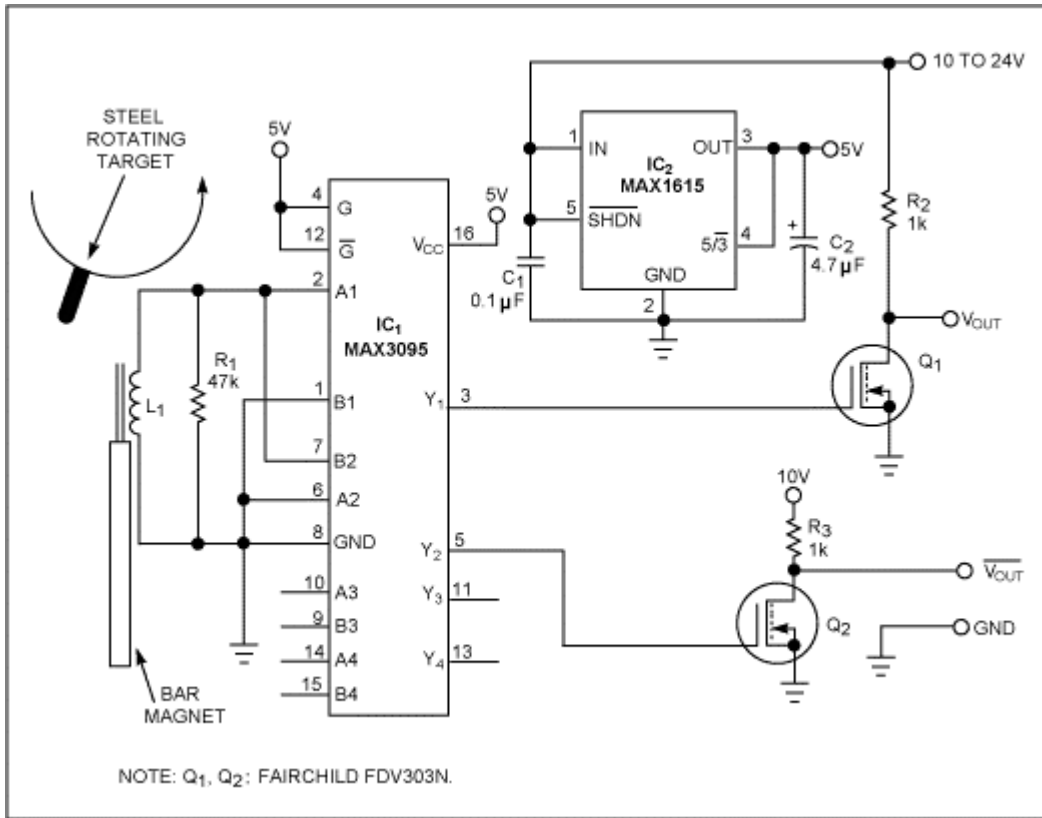 STEEL
ROTATING
TARGET
5V
4
G
12
G̅
2
A1
R1
47k
L1
1
B1
7
B2
6
A2
8
GND
10
A3
9
B3
14
A4
15
B4
IC1
MAX3095
5V
16
VCC
Y1
3
Y2
5
Y3
11
Y4
13
BAR
MAGNET
10 TO 24V
1
IN
OUT
3
5V
IC2
MAX1615
5
S̅H̅D̅N̅
5/3̅
4
GND
2
C1
0.1µF
+
C2
4.7µF
R2
1k
VOUT
Q1
10V
R3
1k
V̅O̅U̅T̅
Q2
GND
NOTE: Q1, Q2: FAIRCHILD FDV303N.